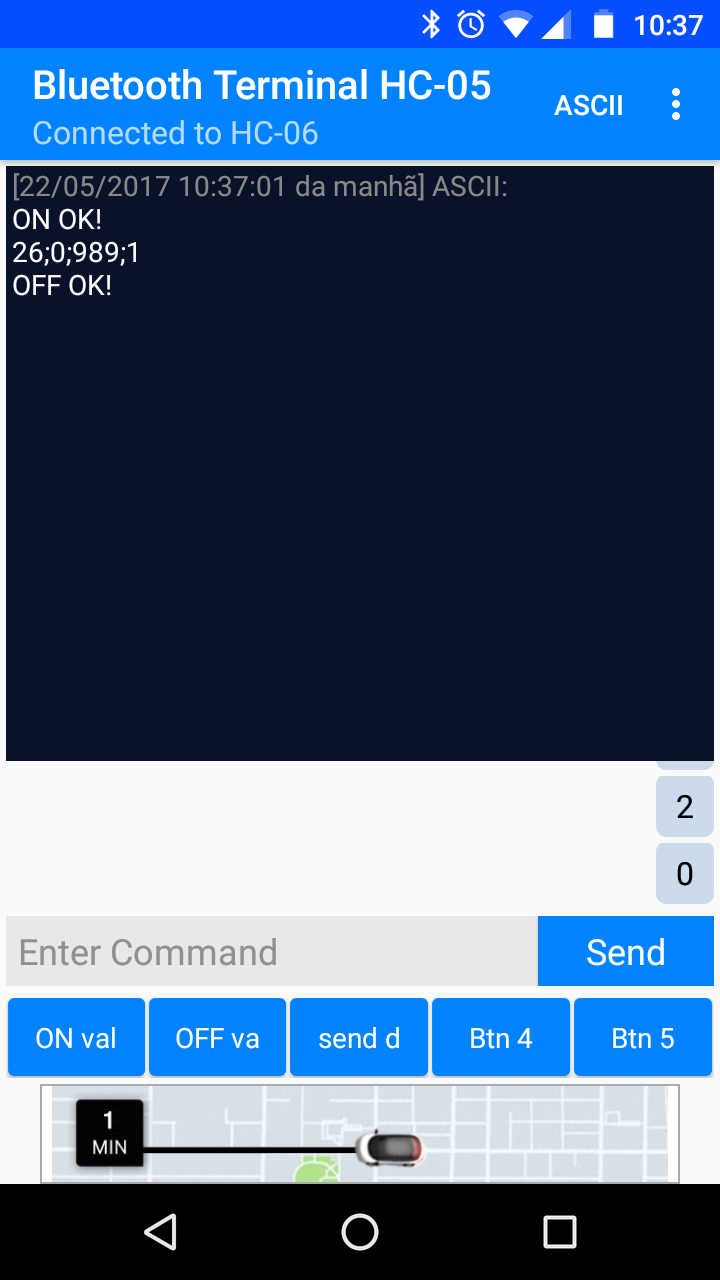 10:37
Bluetooth Terminal HC-05
ASCII
Connected to HC-06
[22/05/2017 10:37:01 da manhã] ASCII:
ON OK!
26;0;989;1
OFF OK!
2
0
Enter Command
Send
ON val
OFF va
send d
Btn 4
Btn 5
1
MIN